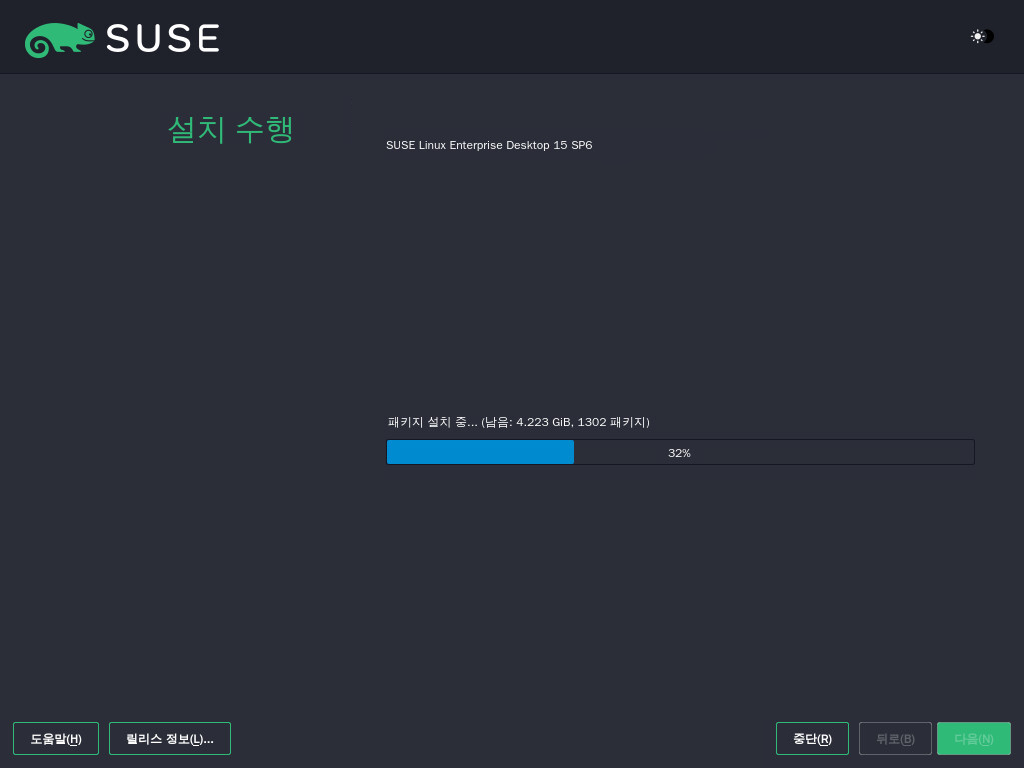 SUSE
설치 수행
SUSE Linux Enterprise Desktop 15 SP6
패키지 설치 중... (남음: 4.223 GiB, 1302 패키지)
32%
도움말(H)
릴리스 정보(L)...
중단(R)
뒤로(B)
다음(N)